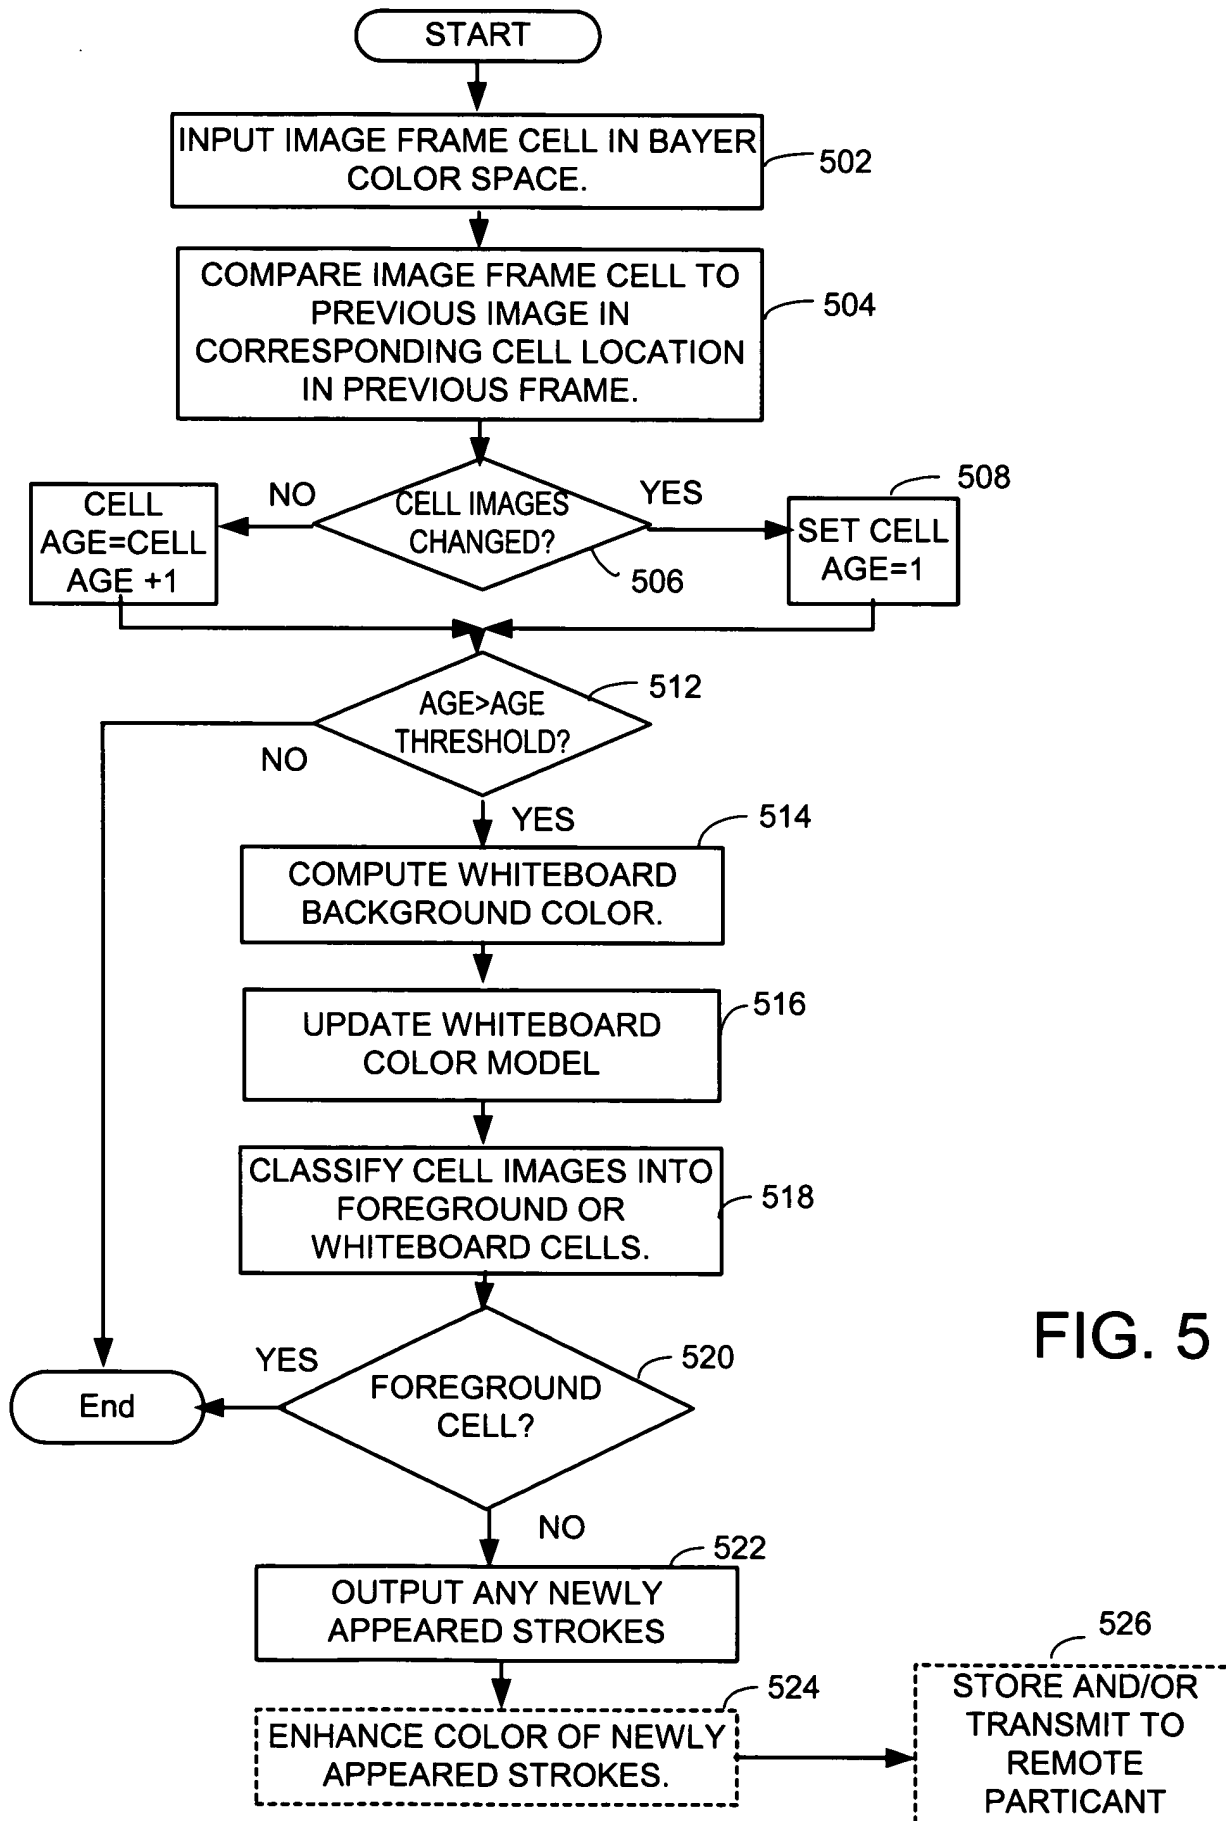 START
INPUT IMAGE FRAME CELL IN BAYER
COLOR SPACE.
502
COMPARE IMAGE FRAME CELL TO
PREVIOUS IMAGE IN
CORRESPONDING CELL LOCATION
IN PREVIOUS FRAME.
504
CELL IMAGES
CHANGED?
506
NO
YES
CELL
AGE=CELL
AGE +1
508
SET CELL
AGE=1
AGE>AGE
THRESHOLD?
512
NO
YES
514
COMPUTE WHITEBOARD
BACKGROUND COLOR.
516
UPDATE WHITEBOARD
COLOR MODEL
CLASSIFY CELL IMAGES INTO
FOREGROUND OR
WHITEBOARD CELLS.
518
FIG. 5
YES
520
FOREGROUND
CELL?
End
NO
522
OUTPUT ANY NEWLY
APPEARED STROKES
524
ENHANCE COLOR OF NEWLY
APPEARED STROKES.
526
STORE AND/OR
TRANSMIT TO
REMOTE
PARTICANT